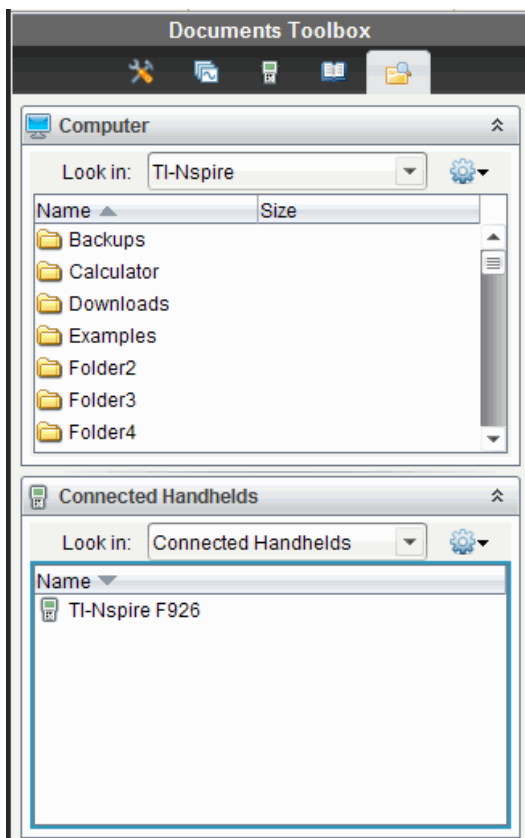 Documents Toolbox
Computer
Look in: TI-Nspire
Name Size
Backups
Calculator
Downloads
Examples
Folder2
Folder3
Folder4
Connected Handhelds
Look in: Connected Handhelds
Name
TI-Nspire F926